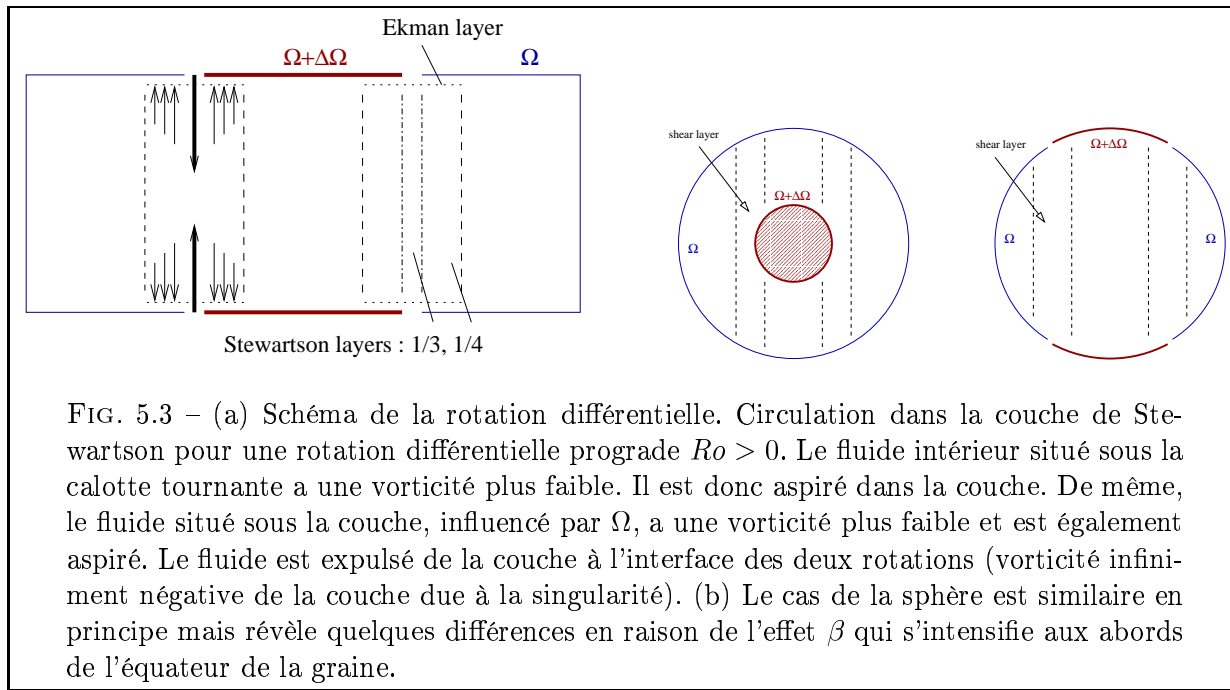 Ekman layer
Ω+ΔΩ
Ω
Stewartson layers : 1/3, 1/4
shear layer
Ω+ΔΩ
Ω
shear layer
Ω+ΔΩ
Ω
Ω
FIG. 5.3 – (a) Schéma de la rotation différentielle. Circulation dans la couche de Ste-
wartson pour une rotation différentielle prograde Ro > 0. Le fluide intérieur situé sous la
calotte tournante a une vorticité plus faible. Il est donc aspiré dans la couche. De même,
le fluide situé sous la couche, influencé par Ω, a une vorticité plus faible et est également
aspiré. Le fluide est expulsé de la couche à l'interface des deux rotations (vorticité infini-
ment négative de la couche due à la singularité). (b) Le cas de la sphère est similaire en
principe mais révèle quelques différences en raison de l'effet β qui s'intensifie aux abords
de l'équateur de la graine.